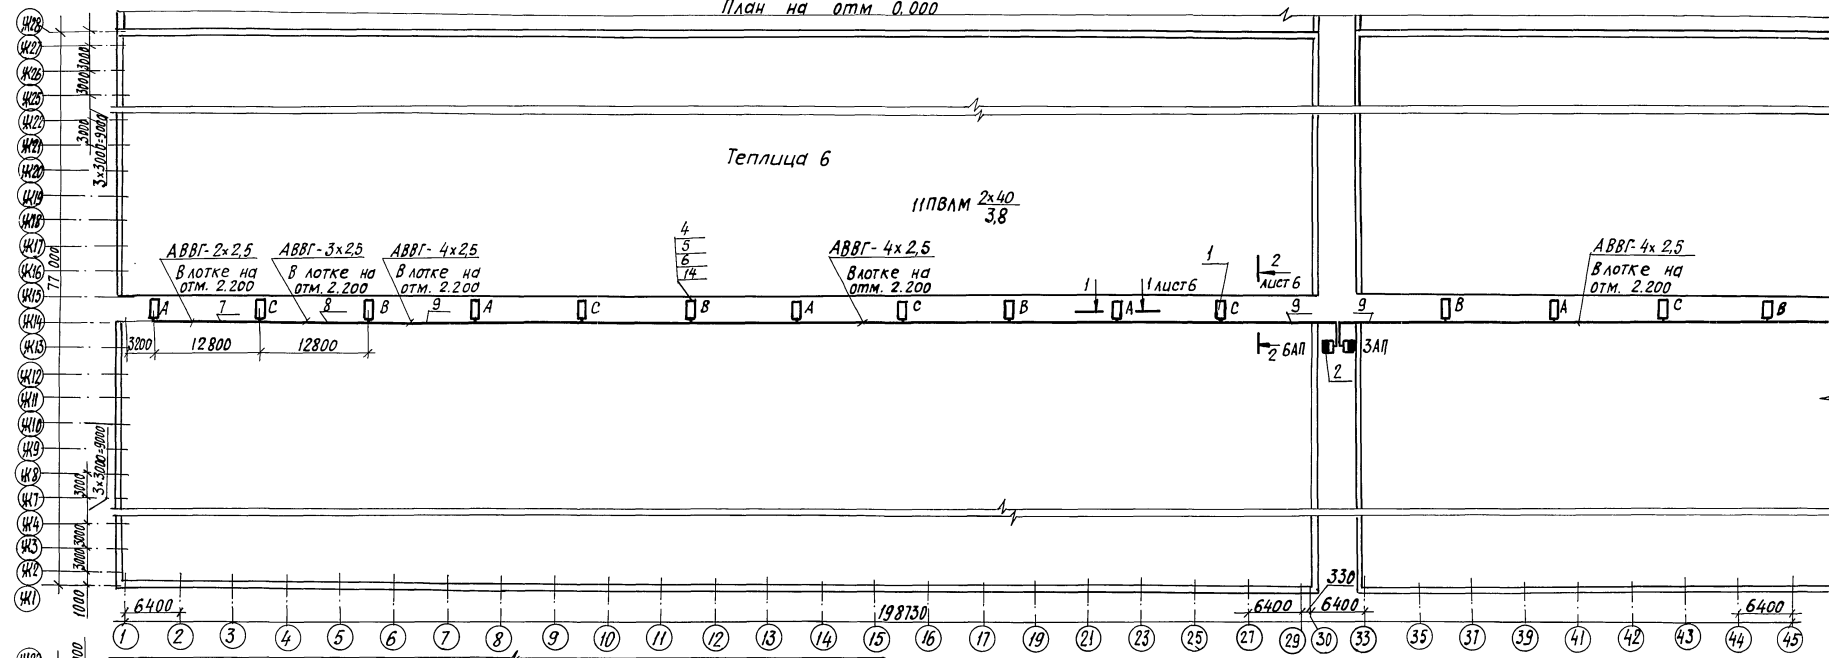 План на отм 0.000
Ж28
Ж27
Ж26
Ж25
Ж22
Ж21
Ж20
Ж19
Ж18
Ж17
Ж16
Ж15
Ж14
Ж13
Ж12
Ж11
Ж10
Ж9
Ж8
Ж7
Ж4
Ж3
Ж2
Ж1
77 000
3000 3000
3000
3х3000=9000
3х3000=9000
3000
3000 3000
1000
Теплица 6
11ПВЛМ 2х40
3,8
АВВГ-2х2,5
В лотке на
отм. 2.200
АВВГ-3х2,5
В лотке на
отм. 2.200
АВВГ-4х2,5
В лотке на
отм. 2.200
4
5
6
14
АВВГ-4х2,5
В лотке на
отм. 2.200
1
2
лист 6
АВВГ-4х2,5
В лотке на
отм. 2.200
1 1 лист 6
А 7 С 8 В 9 А С В А С В А С 9 9 В А С В
3200 12800 12800
2 6АП 3АП
2
330
6400 198730 6400 6400 6400
1 2 3 4 5 6 7 8 9 10 11 12 13 14 15 16 17 19 21 23 25 27 29 30 33 35 37 39 41 42 43 44 45